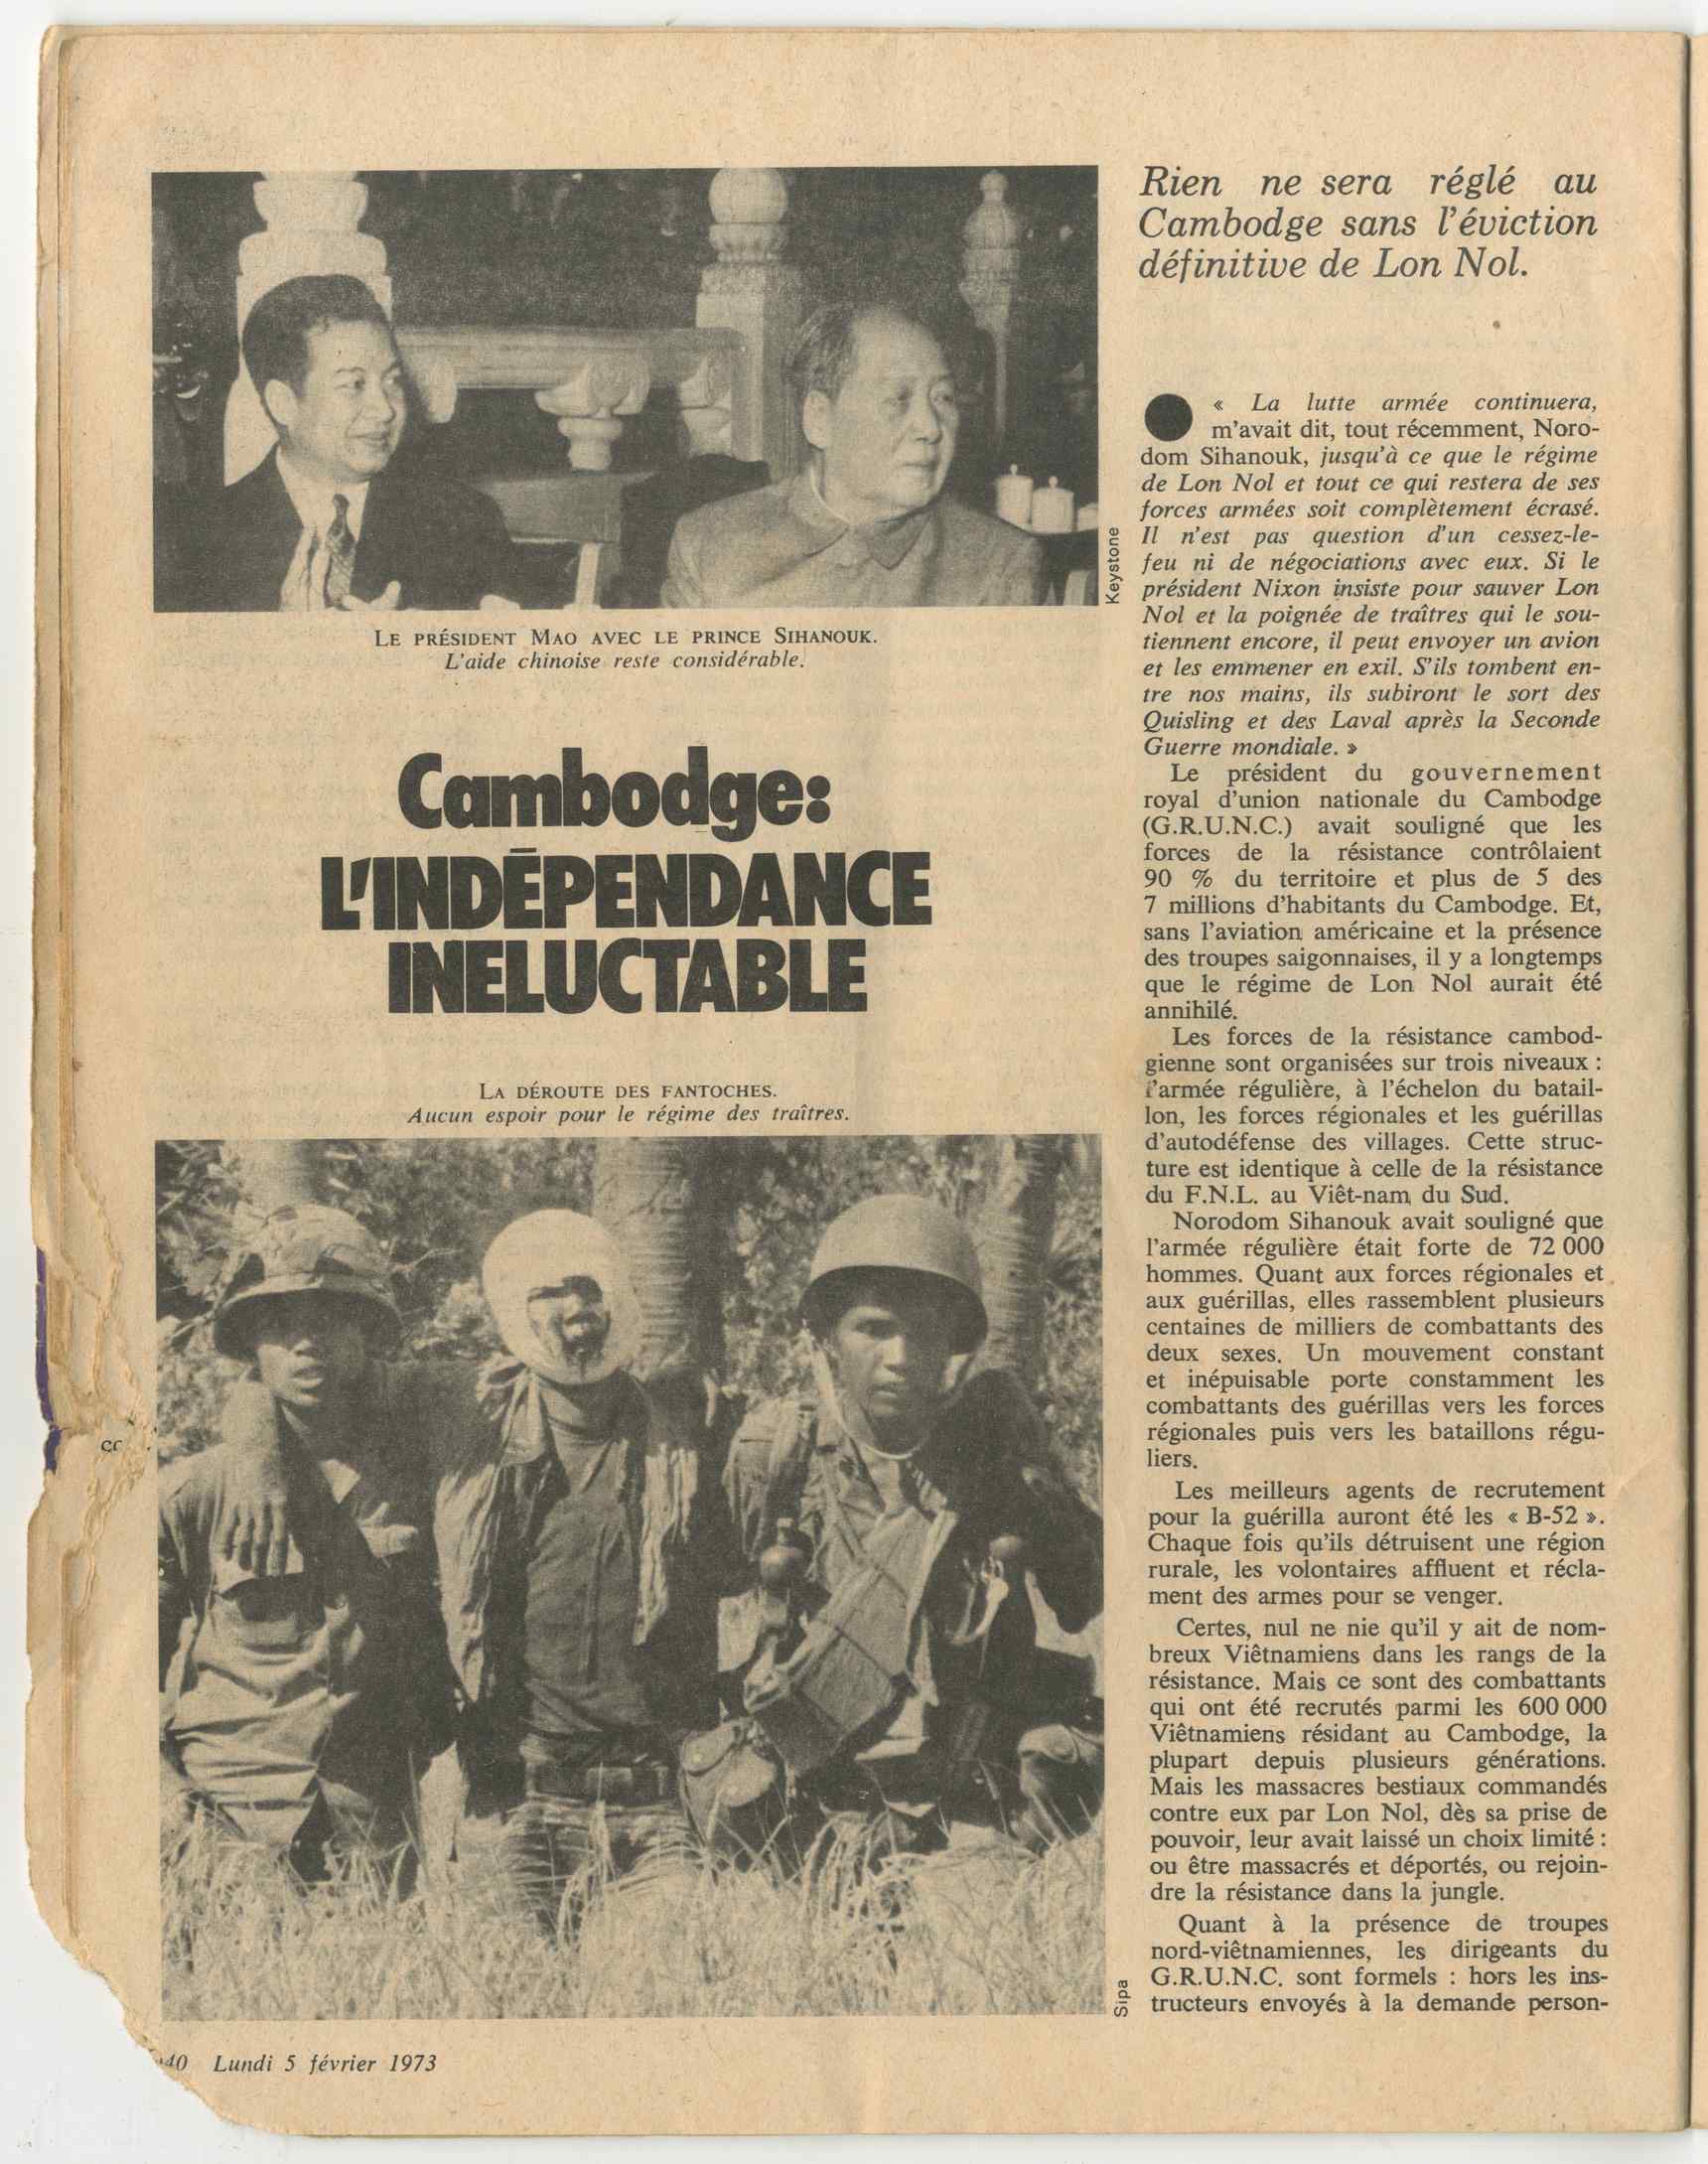 Keystone
LE PRÉSIDENT MAO AVEC LE PRINCE SIHANOUK.
L'aide chinoise reste considérable.
Cambodge:
L'INDÉPENDANCE
INELUCTABLE
LA DÉROUTE DES FANTOCHES.
Aucun espoir pour le régime des traîtres.
Sipa
Rien ne sera réglé au
Cambodge sans l'éviction
définitive de Lon Nol.
« La lutte armée continuera,
m'avait dit, tout récemment, Noro-
dom Sihanouk, jusqu'à ce que le régime
de Lon Nol et tout ce qui restera de ses
forces armées soit complètement écrasé.
Il n'est pas question d'un cessez-le-
feu ni de négociations avec eux. Si le
président Nixon insiste pour sauver Lon
Nol et la poignée de traîtres qui le sou-
tiennent encore, il peut envoyer un avion
et les emmener en exil. S'ils tombent en-
tre nos mains, ils subiront le sort des
Quisling et des Laval après la Seconde
Guerre mondiale. »
Le président du gouvernement
royal d'union nationale du Cambodge
(G.R.U.N.C.) avait souligné que les
forces de la résistance contrôlaient
90 % du territoire et plus de 5 des
7 millions d'habitants du Cambodge. Et,
sans l'aviation américaine et la présence
des troupes saigonnaises, il y a longtemps
que le régime de Lon Nol aurait été
annihilé.
Les forces de la résistance cambod-
gienne sont organisées sur trois niveaux :
l'armée régulière, à l'échelon du batail-
lon, les forces régionales et les guérillas
d'autodéfense des villages. Cette struc-
ture est identique à celle de la résistance
du F.N.L. au Viêt-nam du Sud.
Norodom Sihanouk avait souligné que
l'armée régulière était forte de 72 000
hommes. Quant aux forces régionales et
aux guérillas, elles rassemblent plusieurs
centaines de milliers de combattants des
deux sexes. Un mouvement constant
et inépuisable porte constamment les
combattants des guérillas vers les forces
régionales puis vers les bataillons régu-
liers.
Les meilleurs agents de recrutement
pour la guérilla auront été les « B-52 ».
Chaque fois qu'ils détruisent une région
rurale, les volontaires affluent et récla-
ment des armes pour se venger.
Certes, nul ne nie qu'il y ait de nom-
breux Viêtnamiens dans les rangs de la
résistance. Mais ce sont des combattants
qui ont été recrutés parmi les 600 000
Viêtnamiens résidant au Cambodge, la
plupart depuis plusieurs générations.
Mais les massacres bestiaux commandés
contre eux par Lon Nol, dès sa prise de
pouvoir, leur avait laissé un choix limité :
ou être massacrés et déportés, ou rejoin-
dre la résistance dans la jungle.
Quant à la présence de troupes
nord-viêtnamiennes, les dirigeants du
G.R.U.N.C. sont formels : hors les ins-
tructeurs envoyés à la demande person-
40 Lundi 5 février 1973